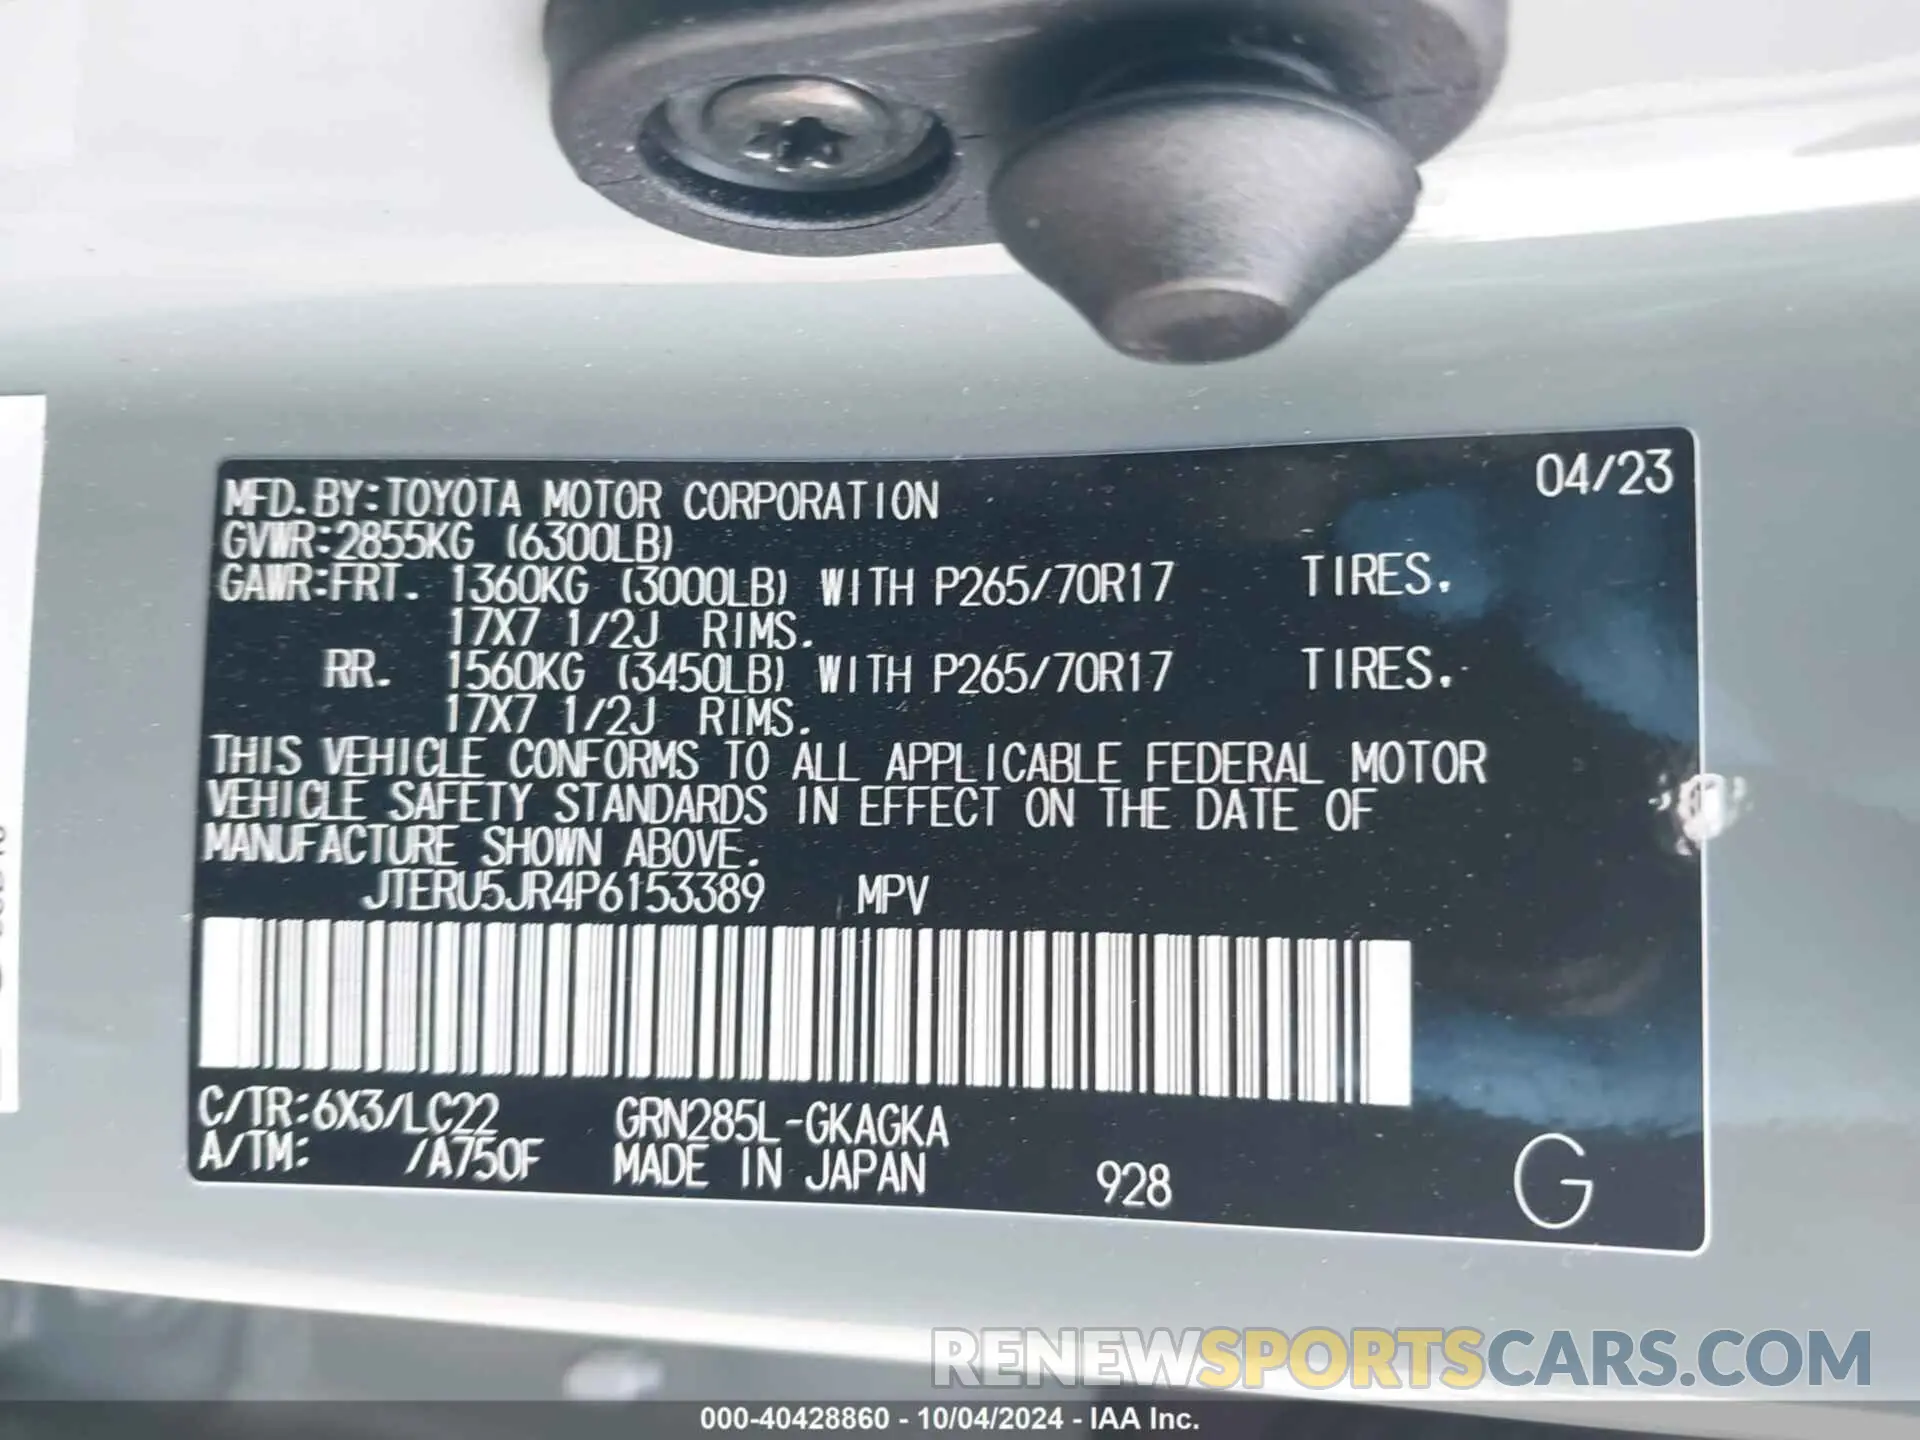 04/23
MFD.BY:TOYOTA MOTOR CORPORATION
GVWR:2855KG (6300LB)
GAWR:FRT. 1360KG (3000LB) WITH P265/70R17 TIRES.
17X7 1/2J RIMS.
RR. 1560KG (3450LB) WITH P265/70R17 TIRES.
17X7 1/2J RIMS.
THIS VEHICLE CONFORMS TO ALL APPLICABLE FEDERAL MOTOR
VEHICLE SAFETY STANDARDS IN EFFECT ON THE DATE OF
MANUFACTURE SHOWN ABOVE.
JTERU5JR4P6153389 MPV
C/TR:6X3/LC22 GRN285L-GKAGKA
A/TM: /A750F MADE IN JAPAN 928 G
RENEWSPORTSCARS.COM
000-40428860 - 10/04/2024 - IAA Inc.